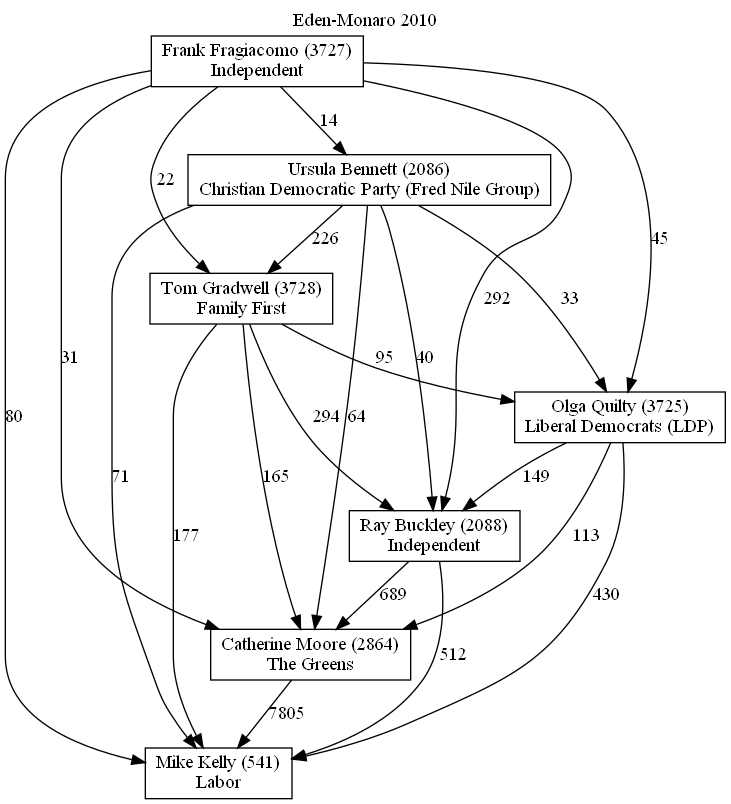 Eden-Monaro 2010
Frank Fragiacomo (3727)
Independent
14
22
Ursula Bennett (2086)
Christian Democratic Party (Fred Nile Group)
226
45
292
33
Tom Gradwell (3728)
Family First
31
40
95
80
294
64
Olga Quilty (3725)
Liberal Democrats (LDP)
71
165
149
177
Ray Buckley (2088)
Independent
113
689
430
Catherine Moore (2864)
The Greens
512
7805
Mike Kelly (541)
Labor